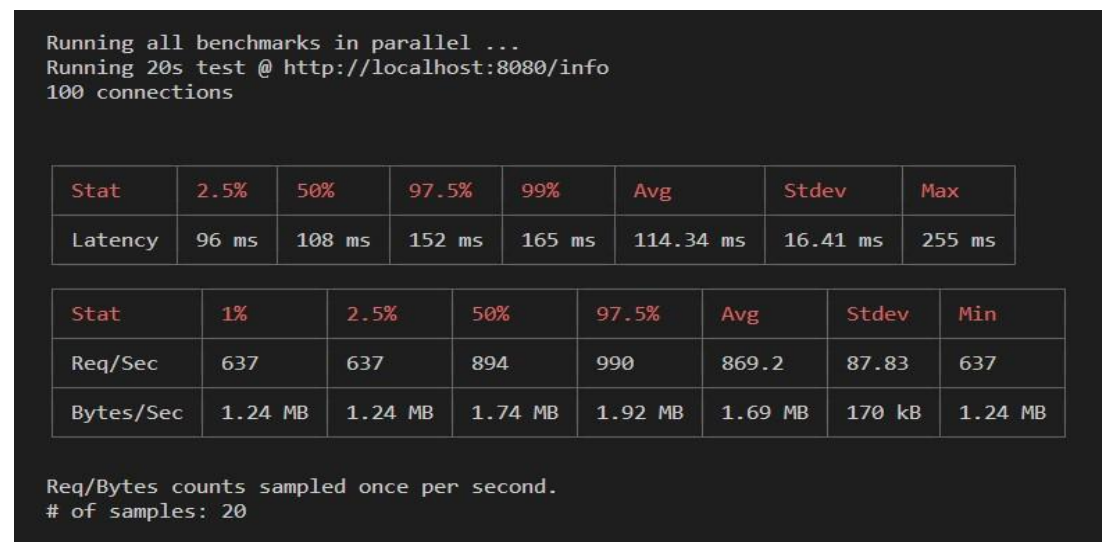 Running all benchmarks in parallel ...
Running 20s test @ http://localhost:8080/info
100 connections
Stat 2.5% 50% 97.5% 99% Avg Stdev Max
Latency 96 ms 108 ms 152 ms 165 ms 114.34 ms 16.41 ms 255 ms
Stat 1% 2.5% 50% 97.5% Avg Stdev Min
Req/Sec 637 637 894 990 869.2 87.83 637
Bytes/Sec 1.24 MB 1.24 MB 1.74 MB 1.92 MB 1.69 MB 170 kB 1.24 MB
Req/Bytes counts sampled once per second.
# of samples: 20